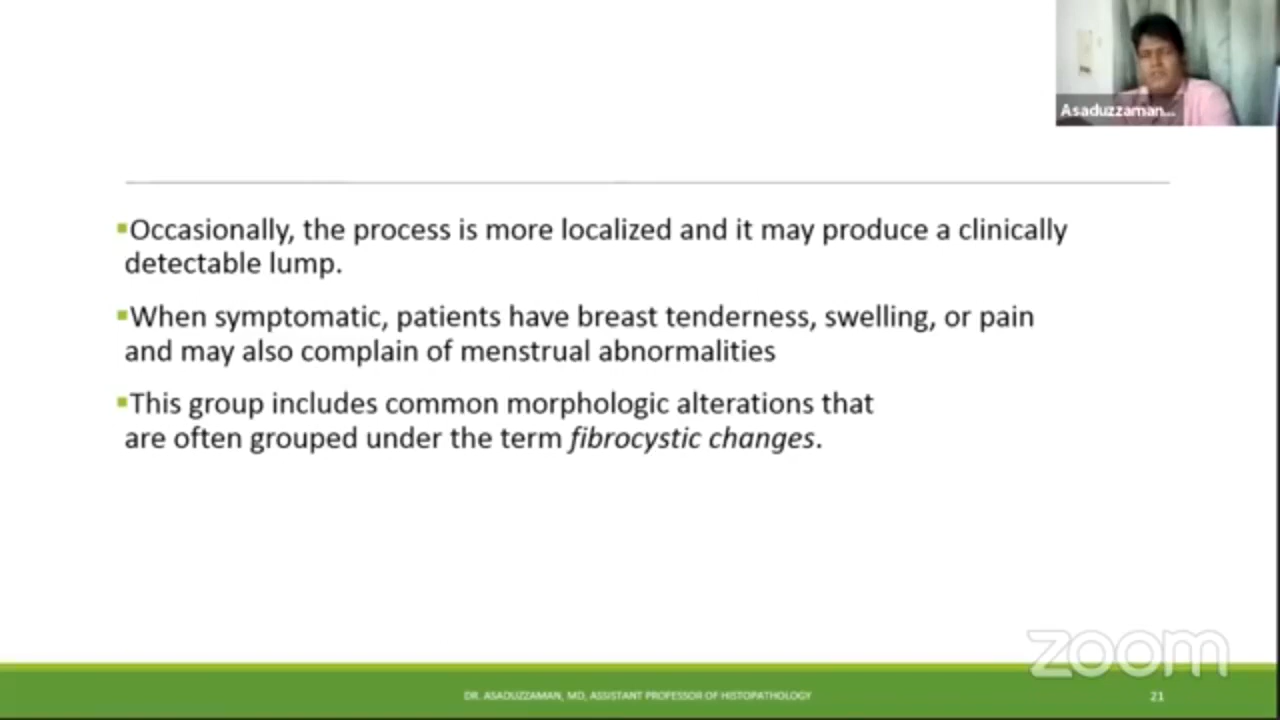 Asaduzzaman...
▪Occasionally, the process is more localized and it may produce a clinically
detectable lump.
▪When symptomatic, patients have breast tenderness, swelling, or pain
and may also complain of menstrual abnormalities
▪This group includes common morphologic alterations that
are often grouped under the term fibrocystic changes.
zoom
DR. ASADUZZAMAN, MD, ASSISTANT PROFESSOR OF HISTOPATHOLOGY
21